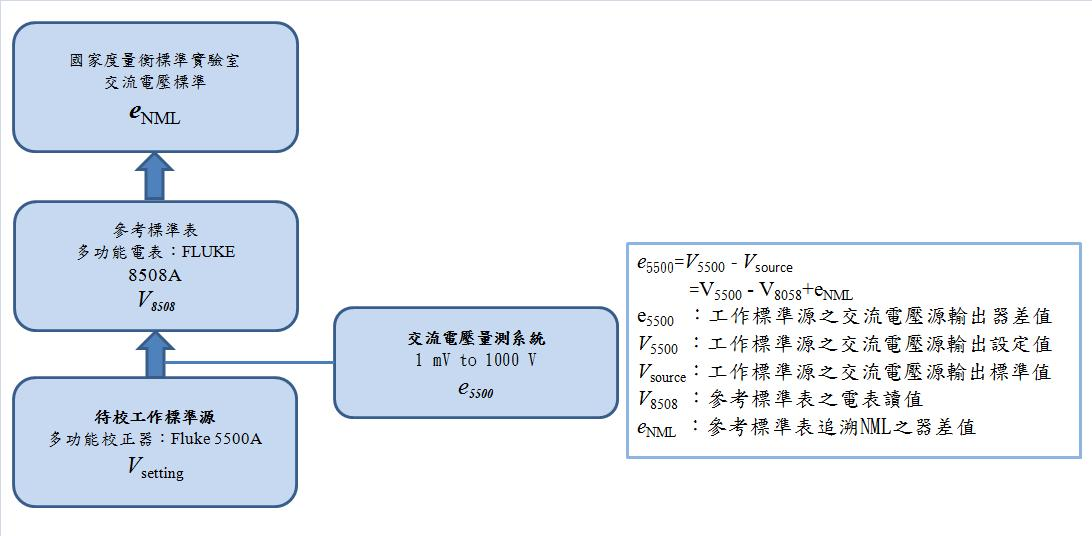 國家度量衡標準實驗室
交流電壓標準
eNML
參考標準表
多功能電表：FLUKE
8508A
V8508
交流電壓量測系統
1 mV to 1000 V
e5500
待校工作標準源
多功能校正器：Fluke 5500A
Vsetting
e5500=V5500 - Vsource
=V5500 - V8058+eNML
e5500 ：工作標準源之交流電壓源輸出器差值
V5500 ：工作標準源之交流電壓源輸出設定值
Vsource：工作標準源之交流電壓源輸出標準值
V8508 ：參考標準表之電表讀值
eNML ：參考標準表追溯NML之器差值